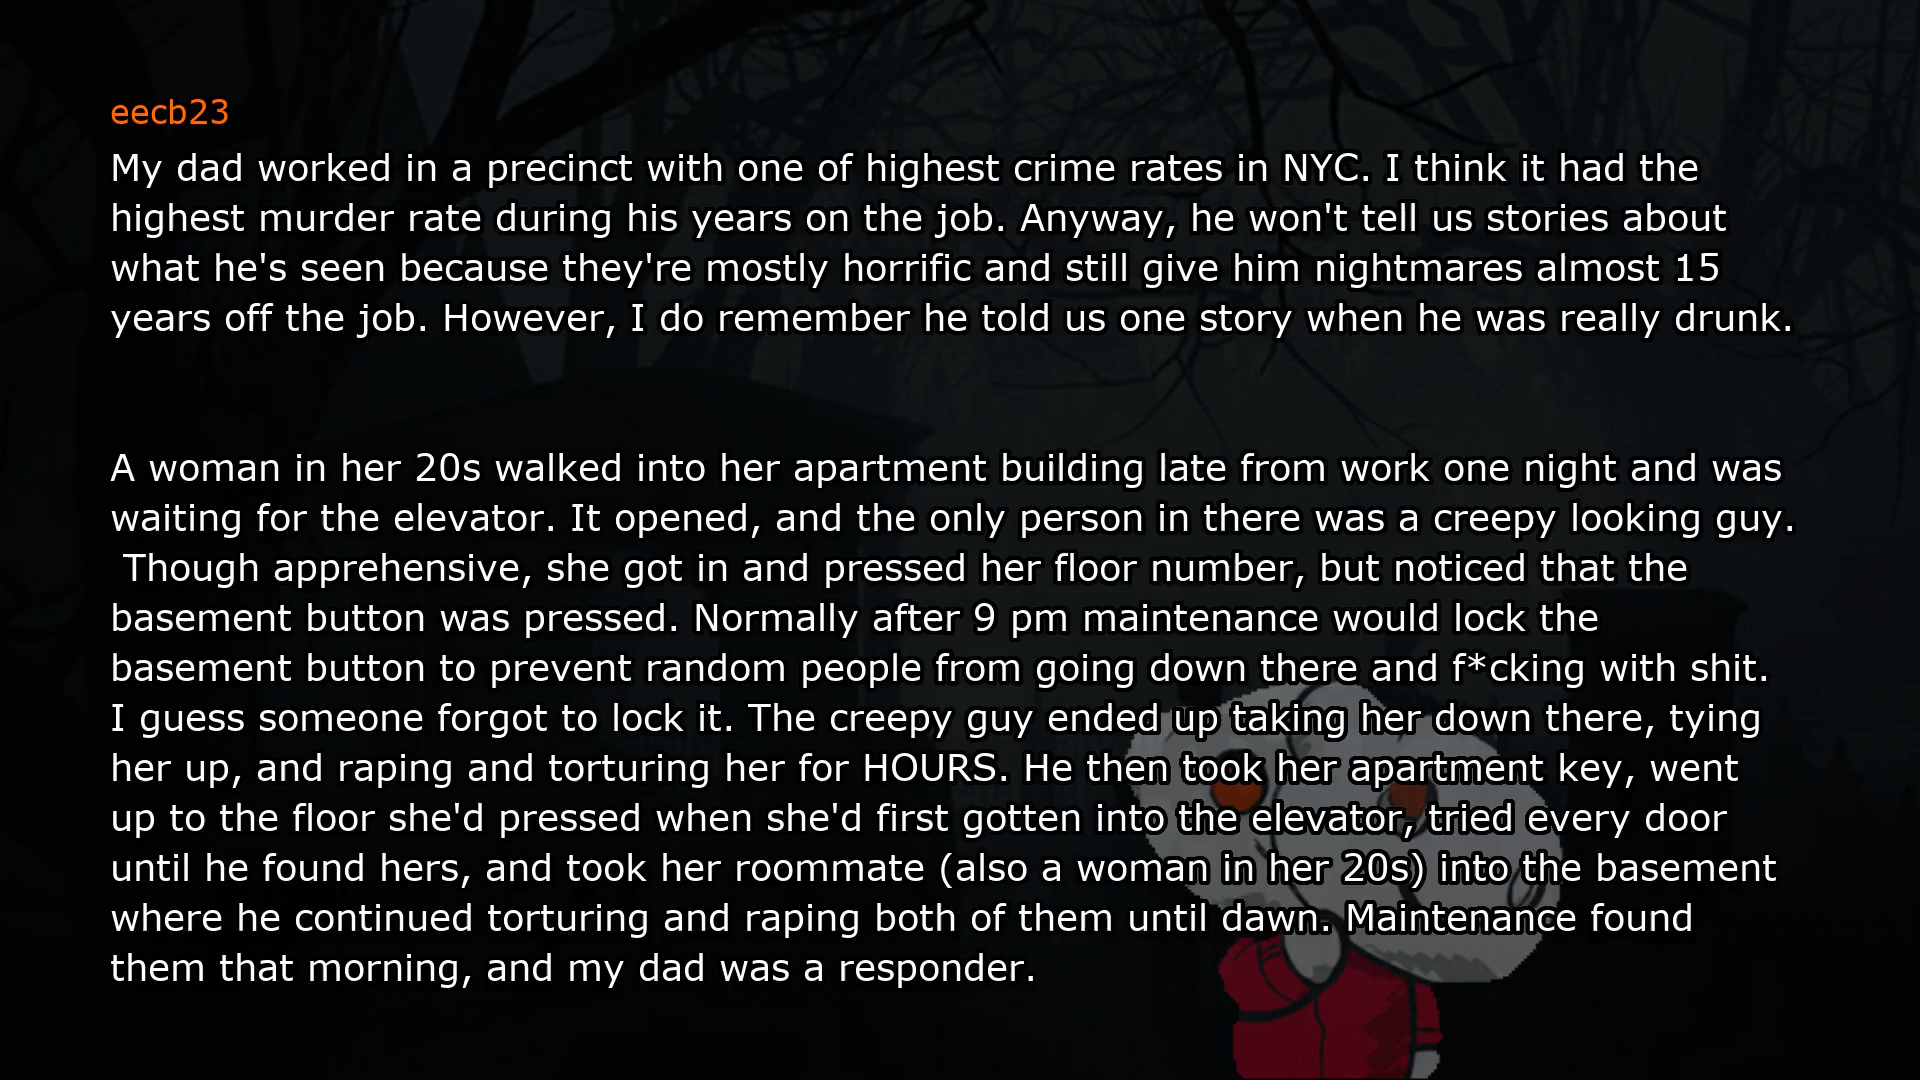 eecb23
My dad worked in a precinct with one of highest crime rates in NYC. I think it had the
highest murder rate during his years on the job. Anyway, he won't tell us stories about
what he's seen because they're mostly horrific and still give him nightmares almost 15
years off the job. However, I do remember he told us one story when he was really drunk.
A woman in her 20s walked into her apartment building late from work one night and was
waiting for the elevator. It opened, and the only person in there was a creepy looking guy.
Though apprehensive, she got in and pressed her floor number, but noticed that the
basement button was pressed. Normally after 9 pm maintenance would lock the
basement button to prevent random people from going down there and f*cking with shit.
I guess someone forgot to lock it. The creepy guy ended up taking her down there, tying
her up, and raping and torturing her for HOURS. He then took her apartment key, went
up to the floor she'd pressed when she'd first gotten into the elevator, tried every door
until he found hers, and took her roommate (also a woman in her 20s) into the basement
where he continued torturing and raping both of them until dawn. Maintenance found
them that morning, and my dad was a responder.